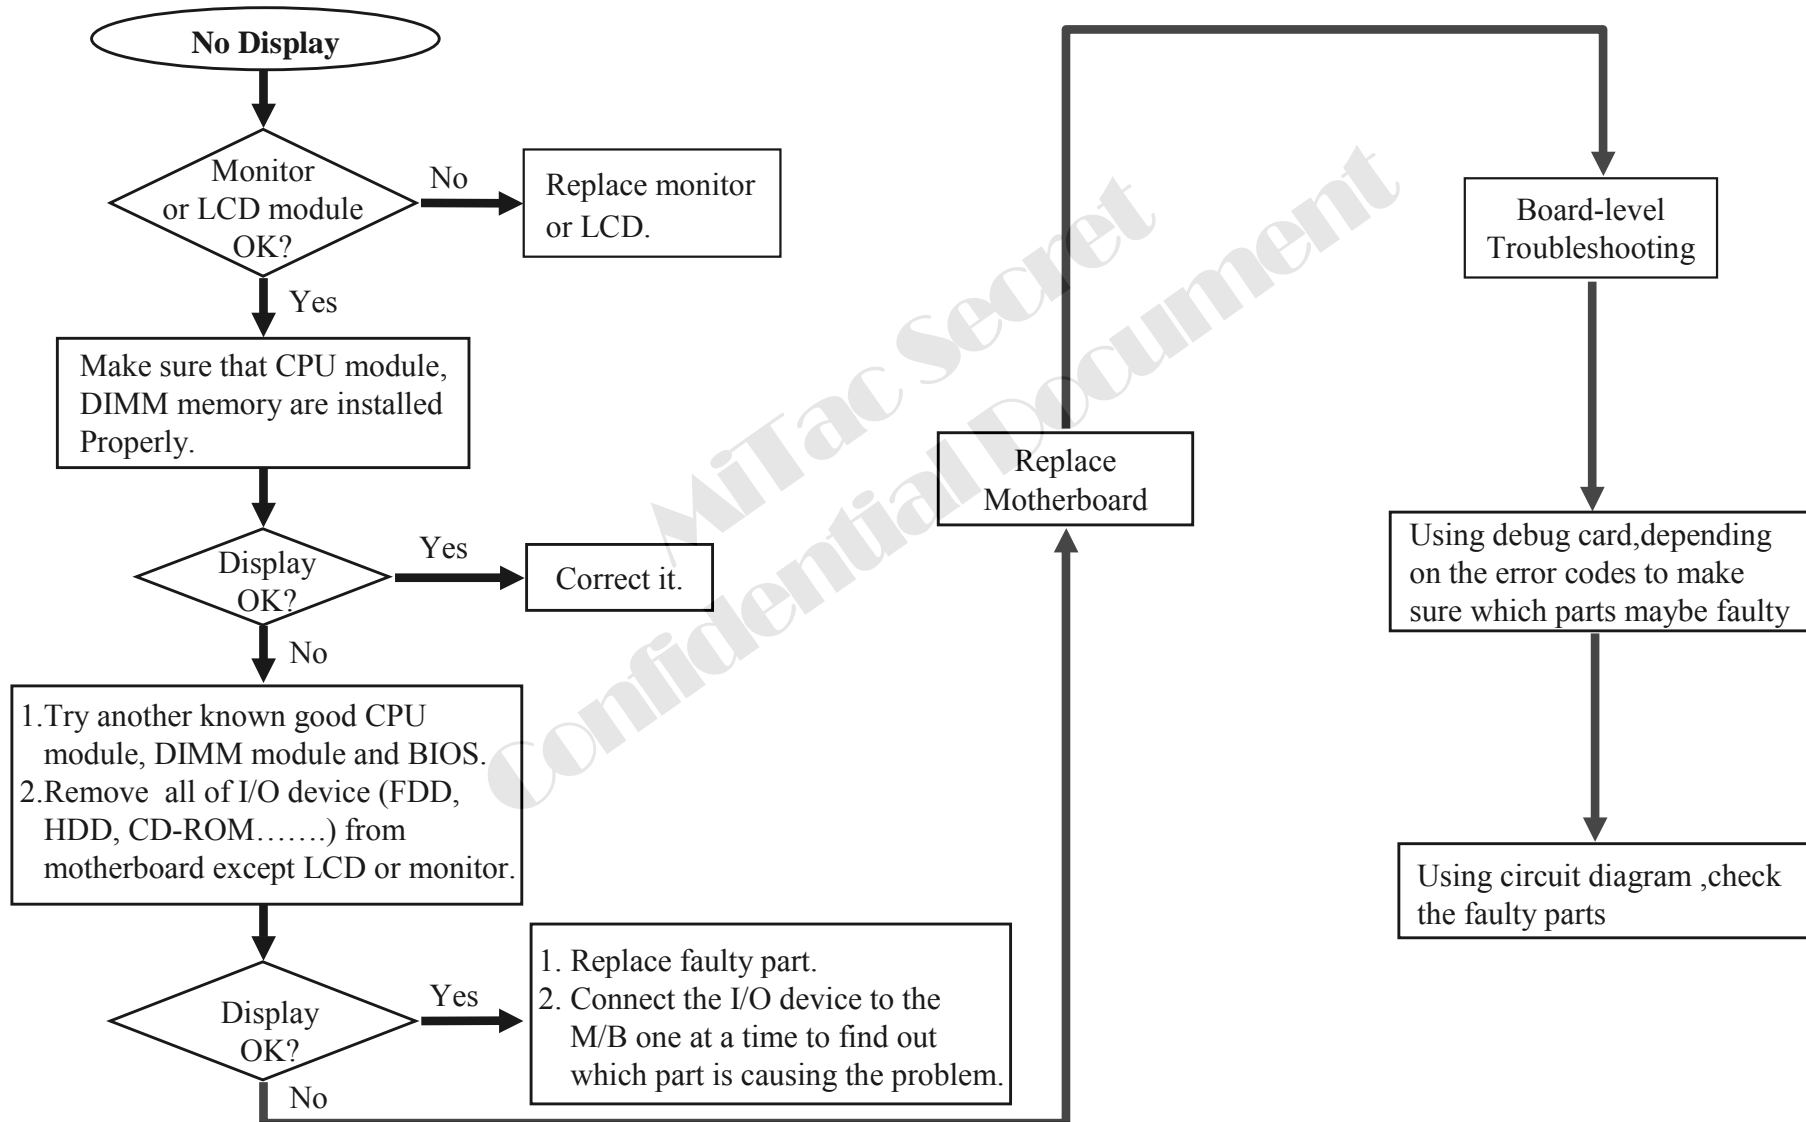 No Display
Monitor
or LCD module
OK?
No
Replace monitor
or LCD.
Yes
Make sure that CPU module,
DIMM memory are installed
Properly.
Display
OK?
Yes
Correct it.
No
1.Try another known good CPU
module, DIMM module and BIOS.
2.Remove  all of I/O device (FDD,
HDD, CD-ROM…….) from
motherboard except LCD or monitor.
Display
OK?
Yes
1. Replace faulty part.
2. Connect the I/O device to the
M/B one at a time to find out
which part is causing the problem.
No
Replace
Motherboard
Board-level
Troubleshooting
Using debug card,depending
on the error codes to make
sure which parts maybe faulty
Using circuit diagram ,check
the faulty parts
MiTac Secret
Confidential Document